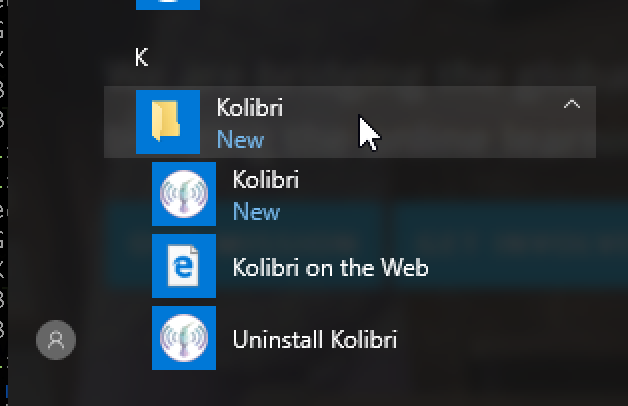 K
Kolibri
New
Kolibri
New
Kolibri on the Web
Uninstall Kolibri